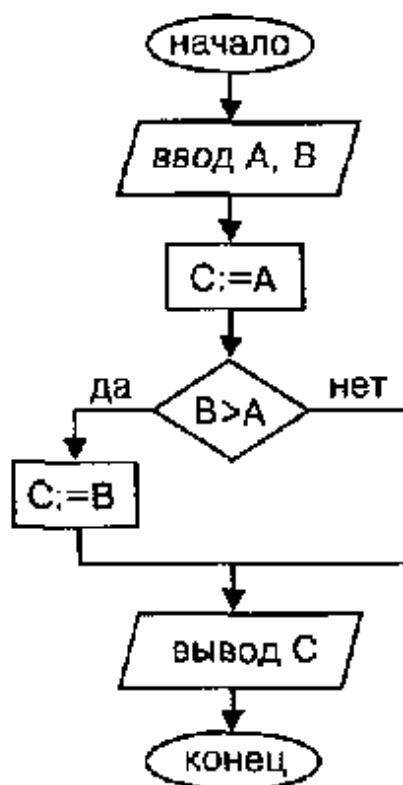 начало
ввод А, В
С:=А
да
В>А
нет
С:=В
вывод С
конец